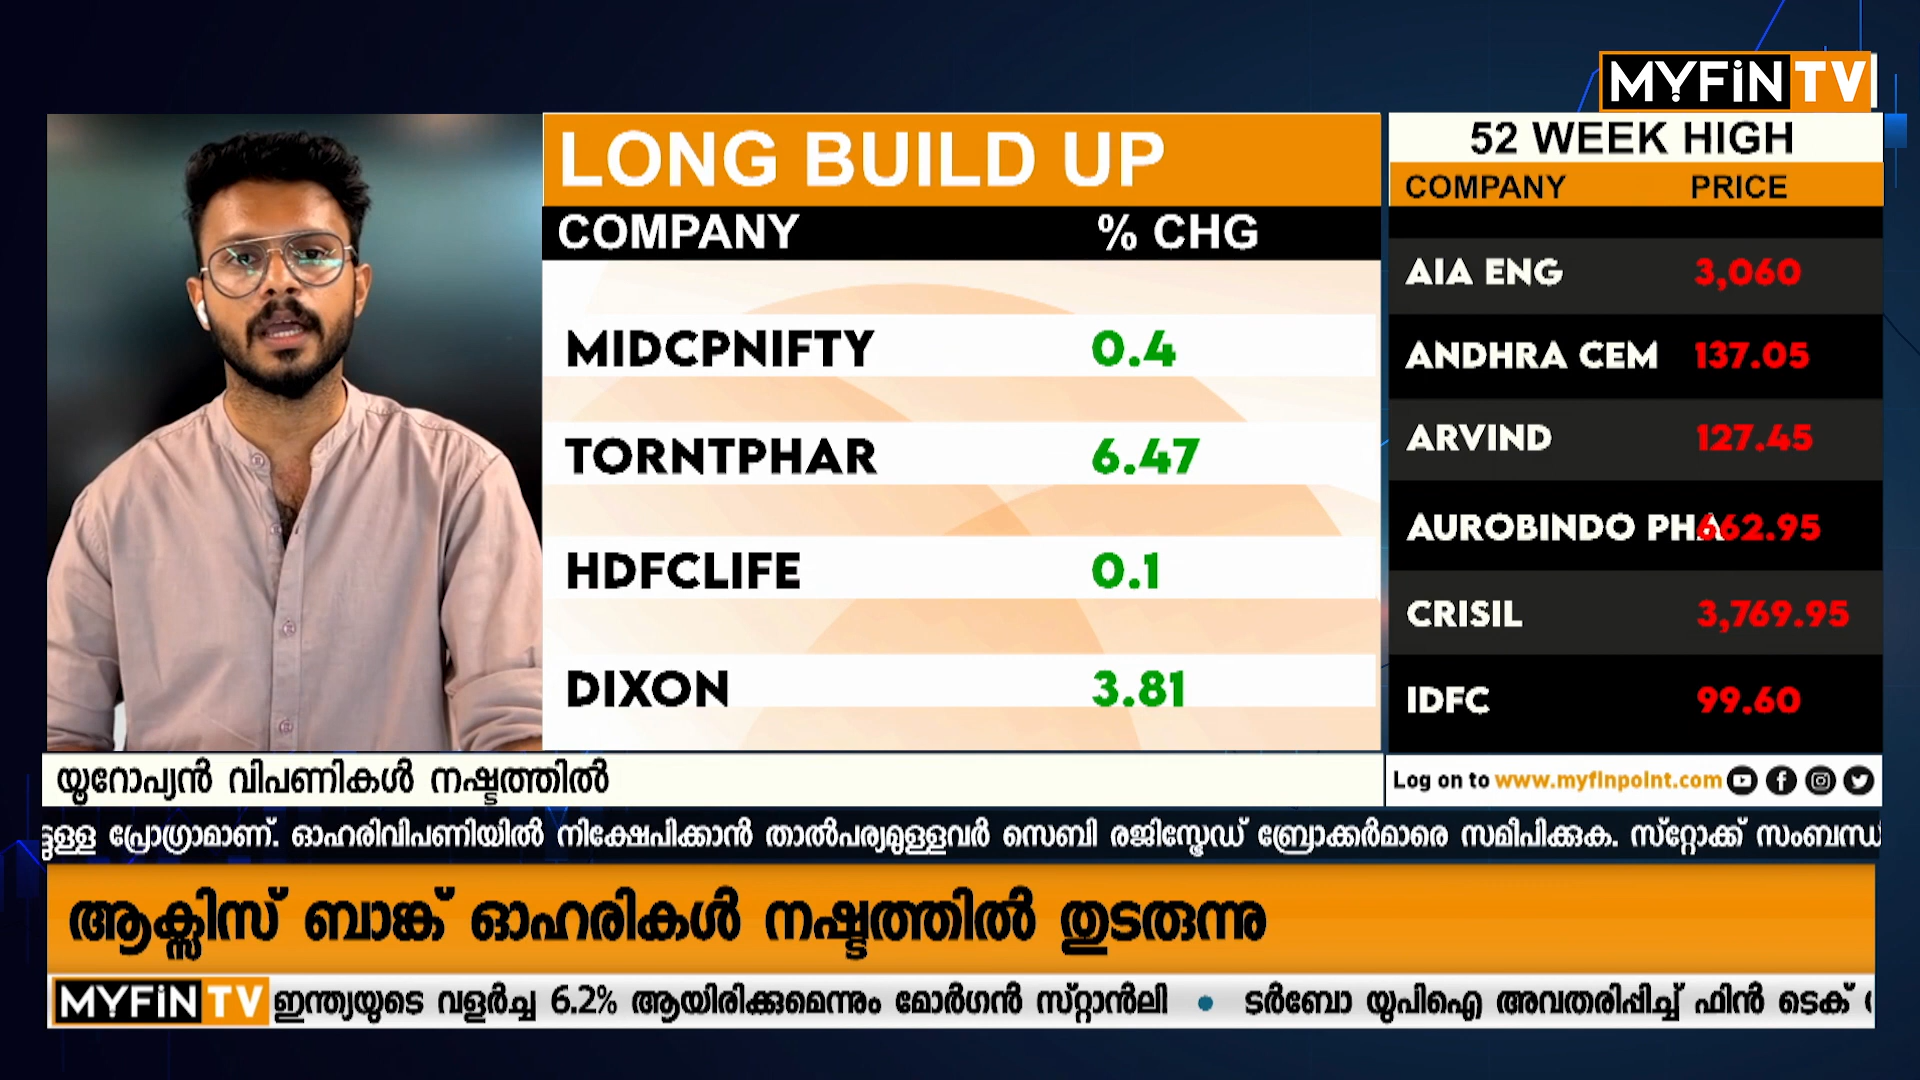 MYFiN TV
LONG BUILD UP
COMPANY % CHG
MIDCPNIFTY 0.4
TORNTPHAR 6.47
HDFCLIFE 0.1
DIXON 3.81
52 WEEK HIGH
COMPANY PRICE
AIA ENG 3,060
ANDHRA CEM 137.05
ARVIND 127.45
AUROBINDO PHA 662.95
CRISIL 3,769.95
IDFC 99.60
യൂറോപ്യൻ വിപണികൾ നഷ്ടത്തിൽ
Log on to www.myfinpoint.com
ട്ടുള്ള പ്രോഗ്രാമാണ്. ഓഹരിവിപണിയിൽ നിക്ഷേപിക്കാൻ താൽപര്യമുള്ളവർ സെബി രജിസ്ട്രേഡ് ബ്രോക്കർമാരെ സമീപിക്കുക. സ്റ്റോക്ക് സംബന്ധ
ആക്സിസ് ബാങ്ക് ഓഹരികൾ നഷ്ടത്തിൽ തുടരുന്നു
MYFiN TV ഇന്ത്യയുടെ വളർച്ച 6.2% ആയിരിക്കുമെന്നും മോർഗൻ സ്റ്റാൻലി • ടർബോ യുപിഐ അവതരിപ്പിച്ച് ഫിൻ ടെക്